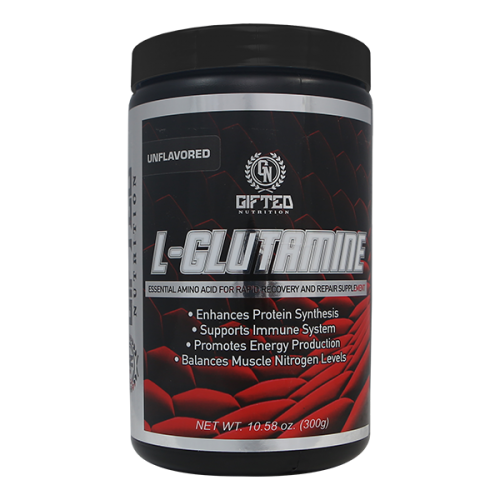 UNFLAVORED
GN
GIFTED
NUTRITION
L-GLUTAMINE
ESSENTIAL AMINO ACID FOR RAPID RECOVERY AND REPAIR SUPPLEMENT
• Enhances Protein Synthesis
• Supports Immune System
• Promotes Energy Production
• Balances Muscle Nitrogen Levels
NET WT. 10.58 oz. (300g)
NUTRITION